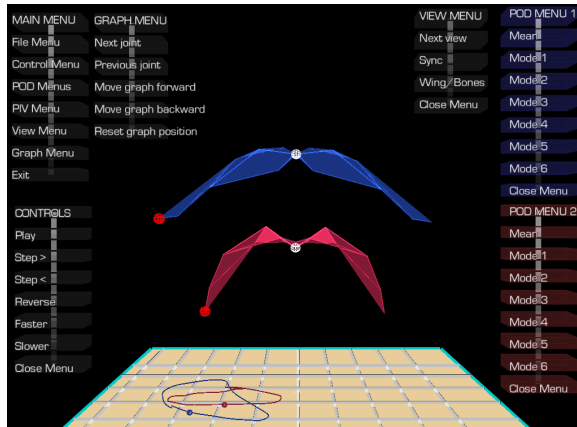 MAIN MENU
File Menu
Control Menu
POD Menus
PIV Menu
View Menu
Graph Menu
Exit
GRAPH MENU
Next joint
Previous joint
Move graph forward
Move graph backward
Reset graph position
VIEW MENU
Next view
Sync
Wing/Bones
Close Menu
POD MENU 1
Mean
Mode 1
Mode 2
Mode 3
Mode 4
Mode 5
Mode 6
Close Menu
CONTROLS
Play
Step >
Step <
Reverse
Faster
Slower
Close Menu
POD MENU 2
Mean
Mode 1
Mode 2
Mode 3
Mode 4
Mode 5
Mode 6
Close Menu